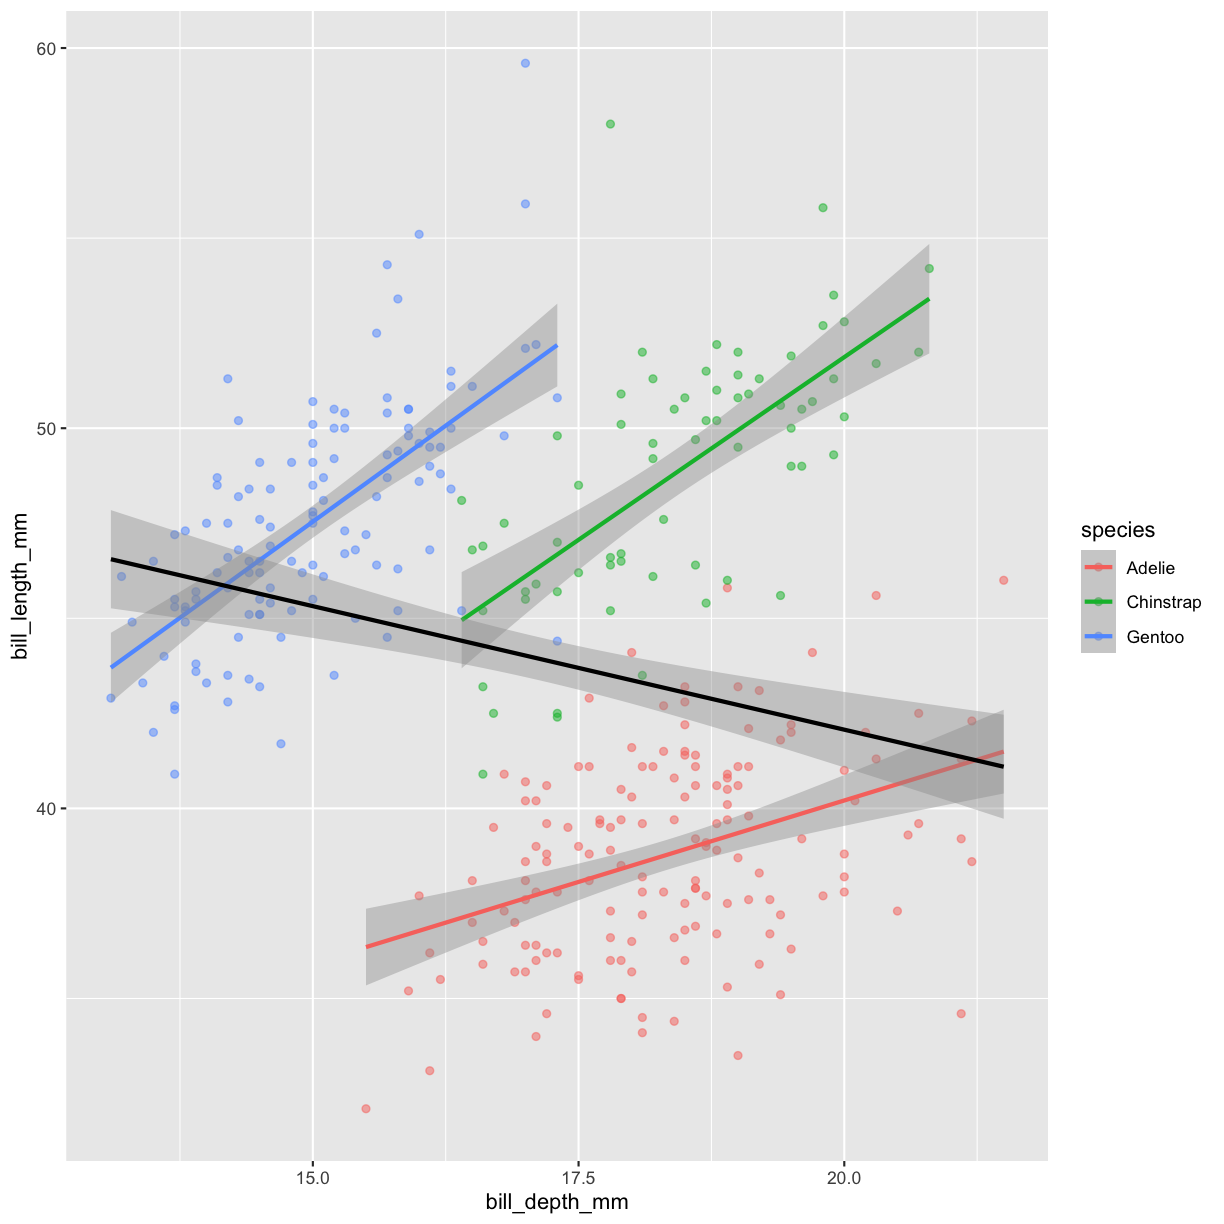 60
50
40
bill_length_mm
15.0
17.5
20.0
bill_depth_mm
species
Adelie
Chinstrap
Gentoo